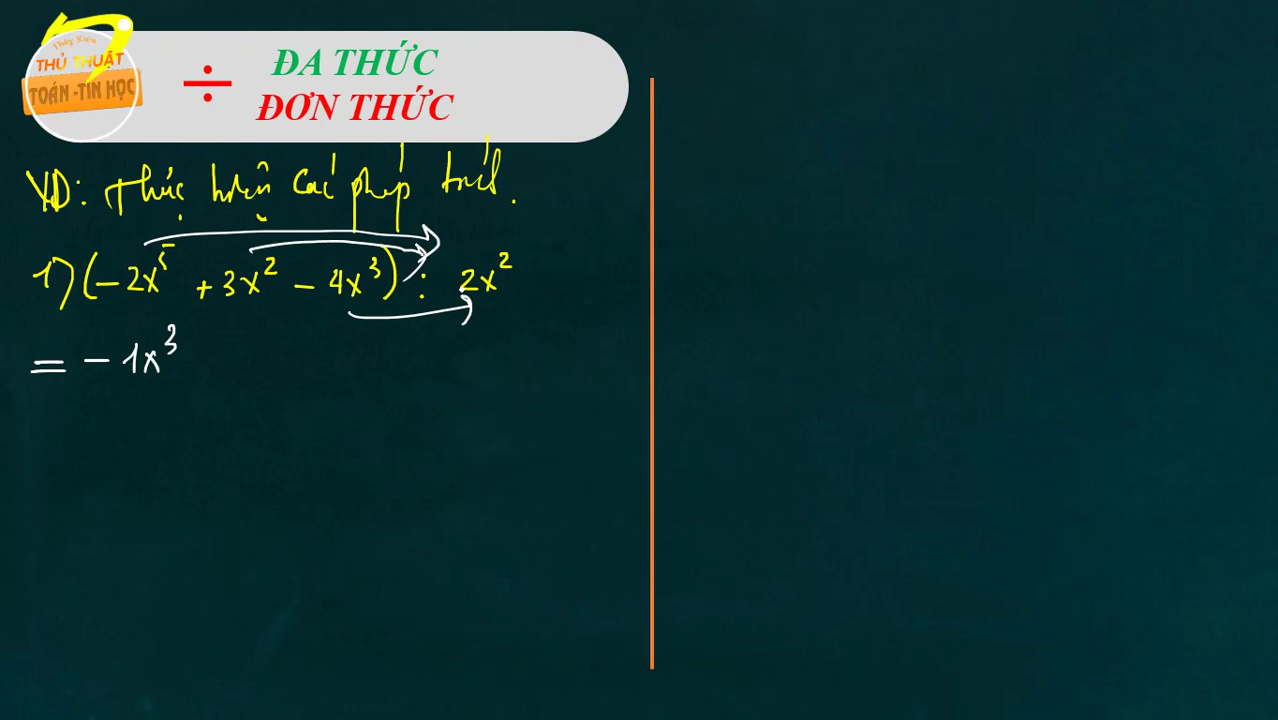 Thầy Kiên
THỦ THUẬT
TOÁN -TIN HỌC
÷
ĐA THỨC
ĐƠN THỨC
VD: Thực hiện các phép tính.
1) (- 2x⁵ + 3x² - 4x³) : 2x²
= - 1x³